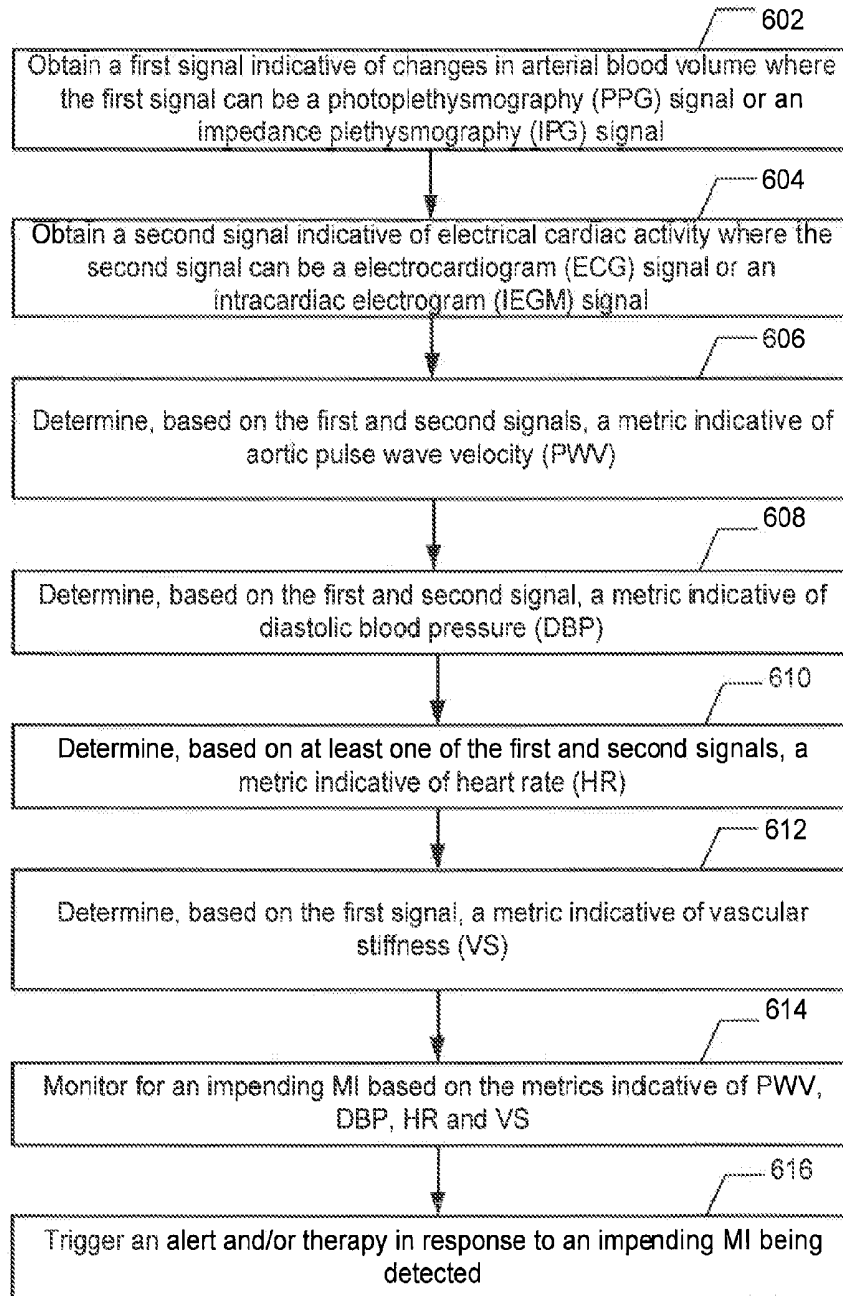 602
Obtain a first signal indicative of changes in arterial blood volume where
the first signal can be a photoplethysmography (PPG) signal or an
impedance plethysmography (IPG) signal
604
Obtain a second signal indicative of electrical cardiac activity where the
second signal can be a electrocardiogram (ECG) signal or an
intracardiac electrogram (IEGM) signal
606
Determine, based on the first and second signals, a metric indicative of
aortic pulse wave velocity (PWV)
608
Determine, based on the first and second signal, a metric indicative of
diastolic blood pressure (DBP)
610
Determine, based on at least one of the first and second signals, a
metric indicative of heart rate (HR)
612
Determine, based on the first signal, a metric indicative of vascular
stiffness (VS)
614
Monitor for an impending MI based on the metrics indicative of PWV,
DBP, HR and VS
616
Trigger an alert and/or therapy in response to an impending MI being
detected